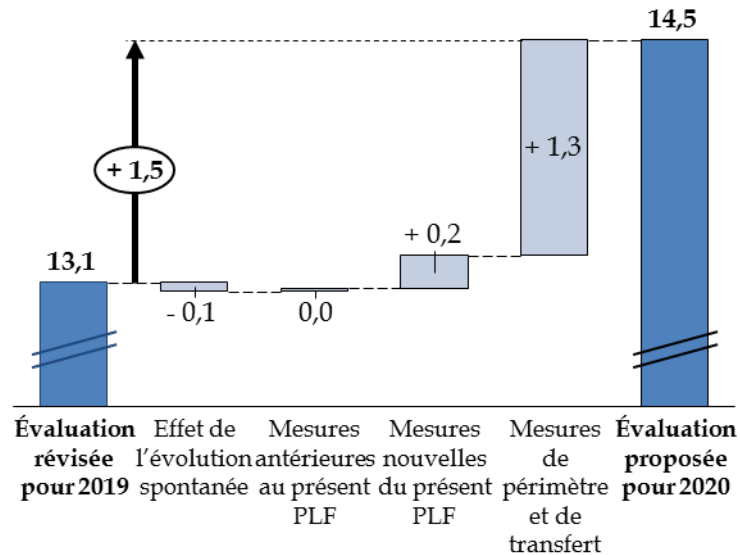 14,5
+ 1,3
+ 1,5
+ 0,2
13,1
- 0,1
0,0
Évaluation
révisée
pour 2019
Effet de
l'évolution
spontanée
Mesures
antérieures
au présent
PLF
Mesures
nouvelles
du présent
PLF
Mesures
de
périmètre
et de
transfert
Évaluation
proposée
pour 2020